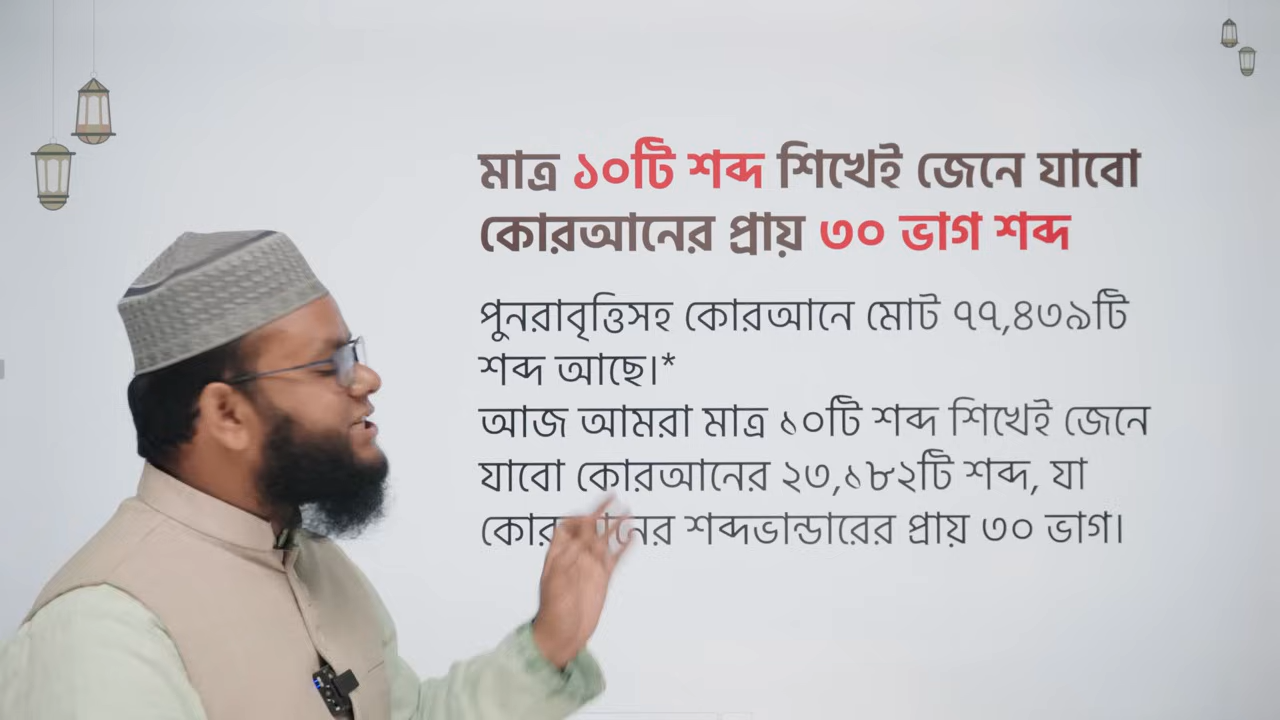 মাত্র ১০টি শব্দ শিখেই জেনে যাবো
কোরআনের প্রায় ৩০ ভাগ শব্দ
পুনরাবৃত্তিসহ কোরআনে মোট ৭৭,৪৩৯টি
শব্দ আছে।*
আজ আমরা মাত্র ১০টি শব্দ শিখেই জেনে
যাবো কোরআনের ২৩,১৮২টি শব্দ, যা
কোরআনের শব্দভান্ডারের প্রায় ৩০ ভাগ।